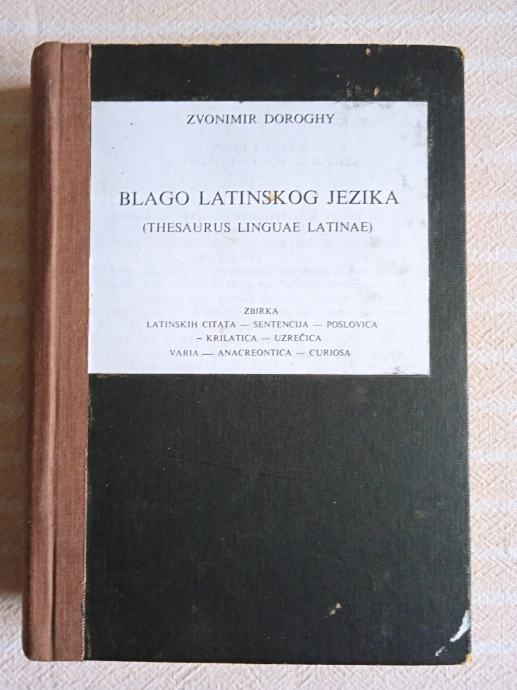 ZVONIMIR DOROGHY
BLAGO LATINSKOG JEZIKA
(THESAURUS LINGUAE LATINAE)
ZBIRKA
LATINSKIH CITATA — SENTENCIJA — POSLOVICA
– KRILATICA — UZREČICA
VARIA — ANACREONTICA — CURIOSA